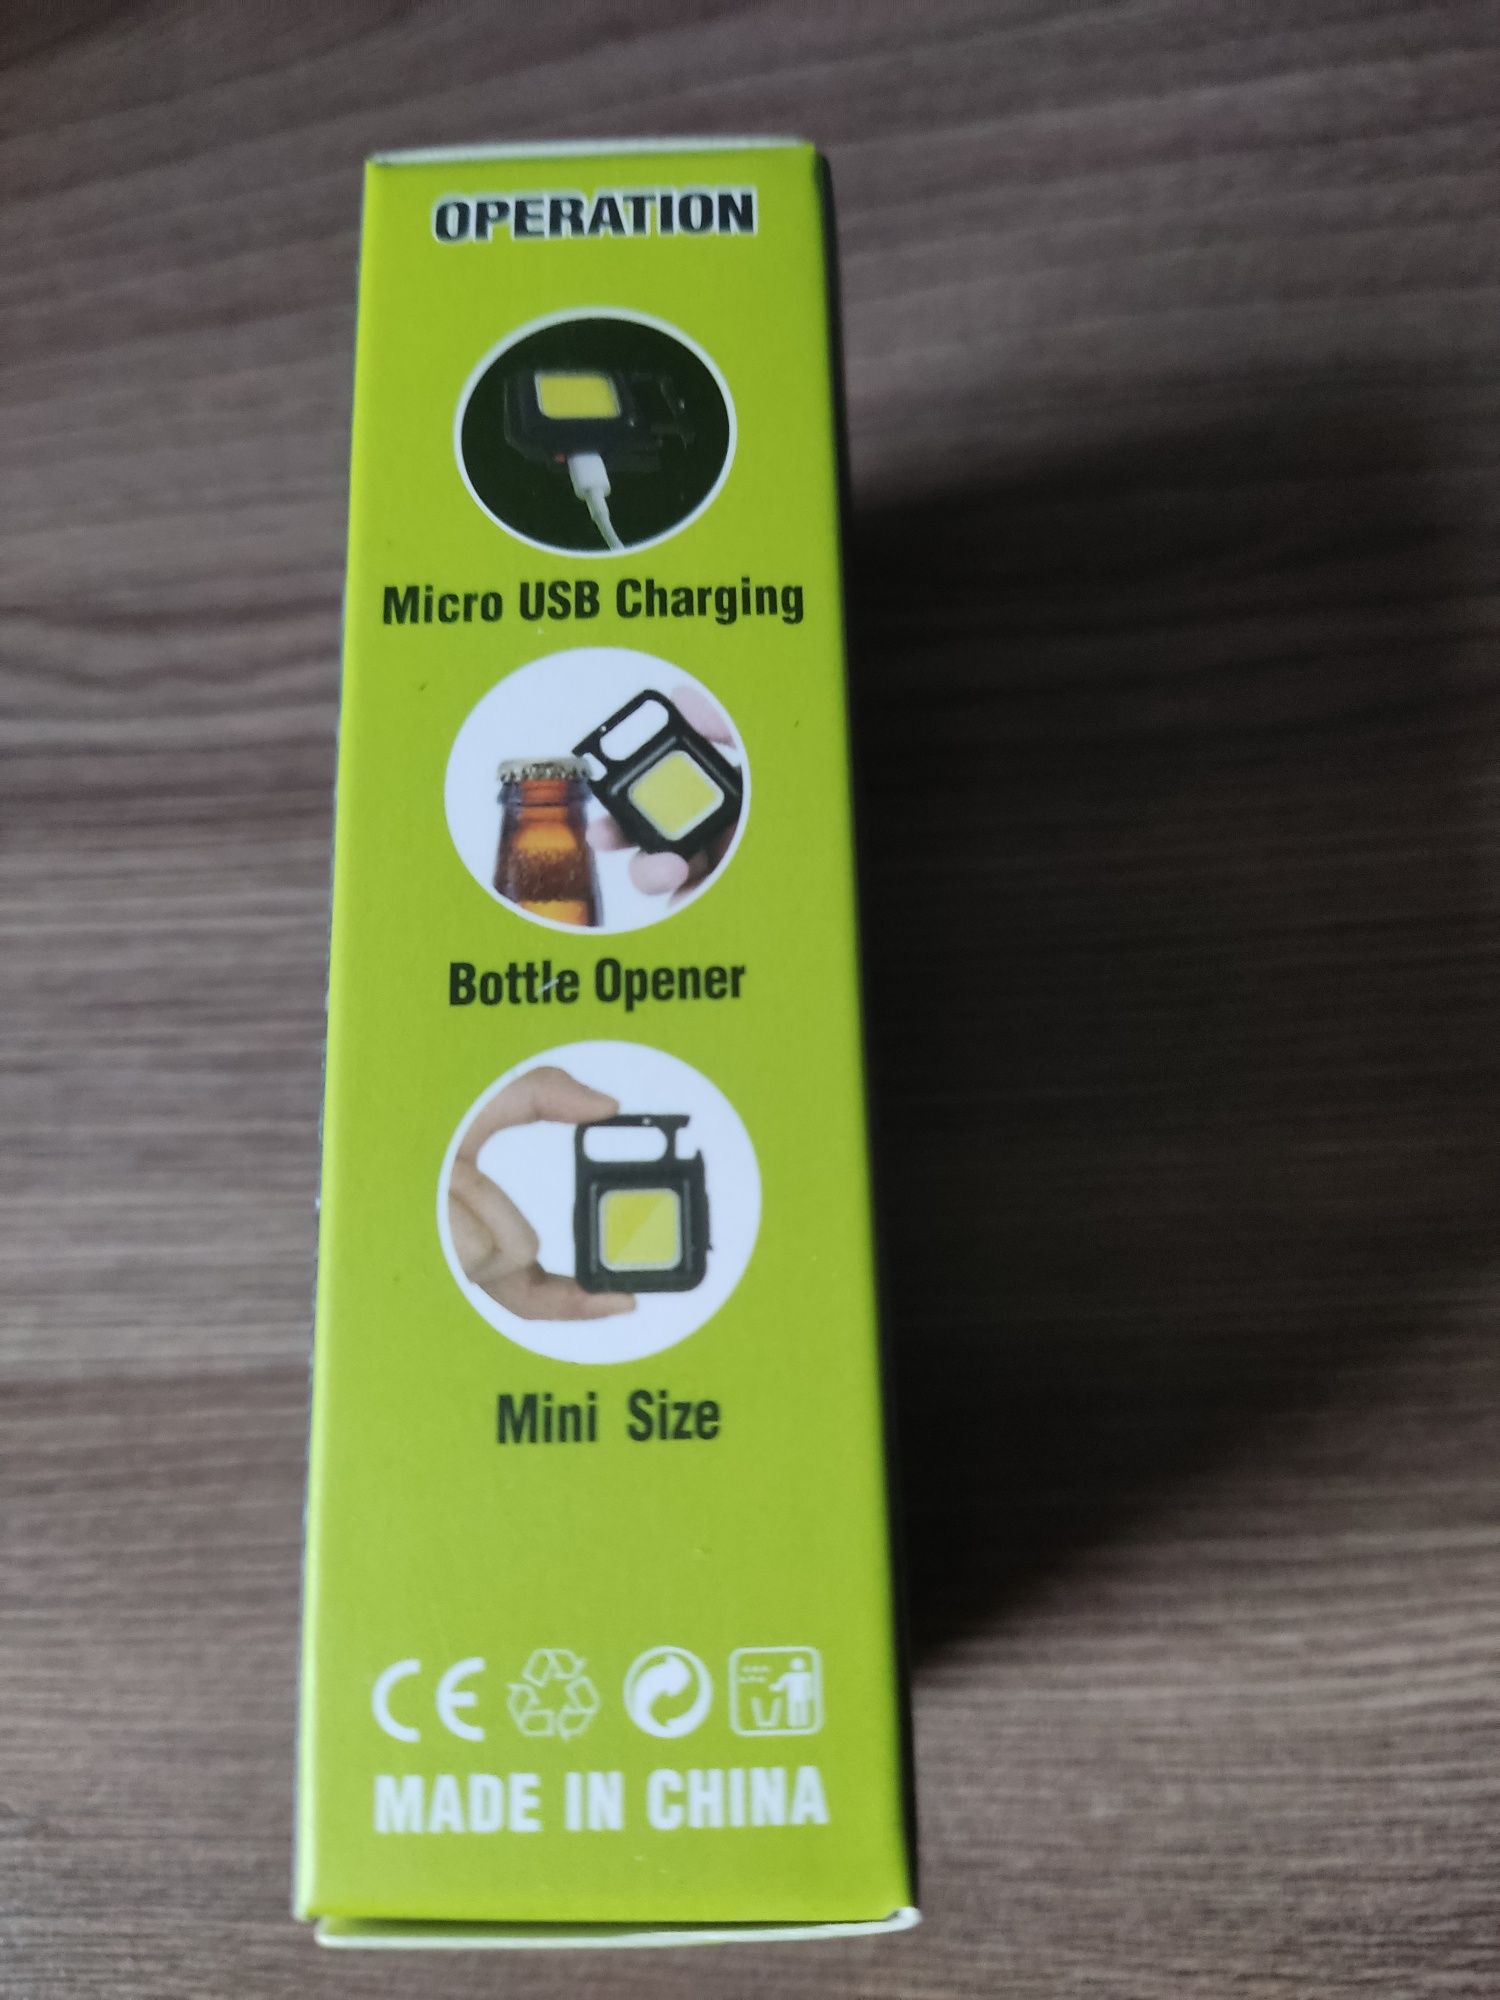 OPERATION
Micro USB Charging
Bottle Opener
Mini Size
CE
MADE IN CHINA